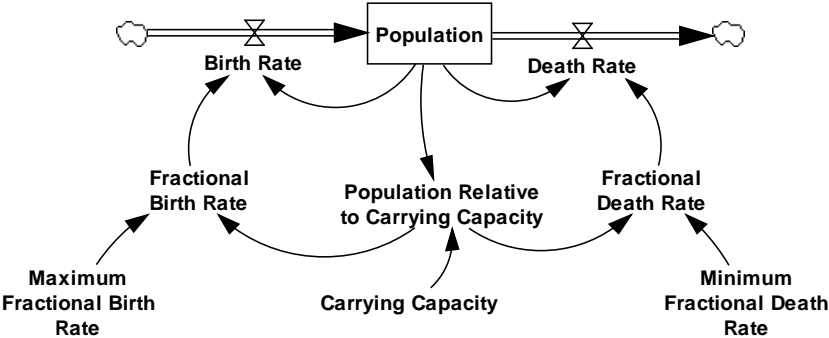 Population
Birth Rate
Death Rate
Fractional
Birth Rate
Population Relative
to Carrying Capacity
Fractional
Death Rate
Maximum
Fractional Birth
Rate
Carrying Capacity
Minimum
Fractional Death
Rate